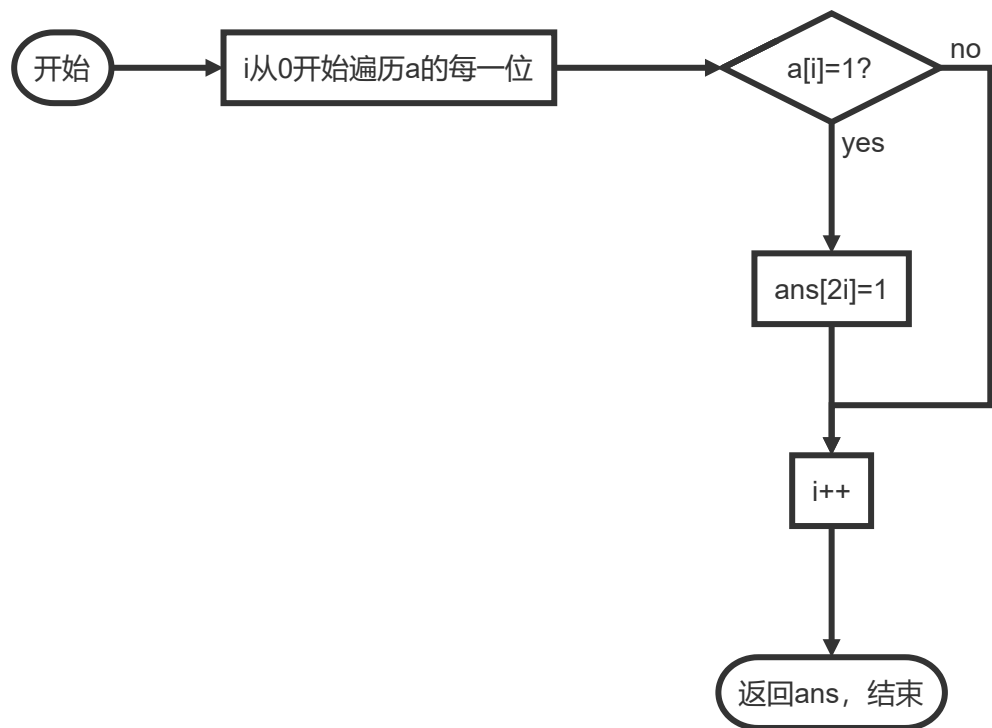 开始
i从0开始遍历a的每一位
a[i]=1?
no
yes
ans[2i]=1
i++
返回ans，结束